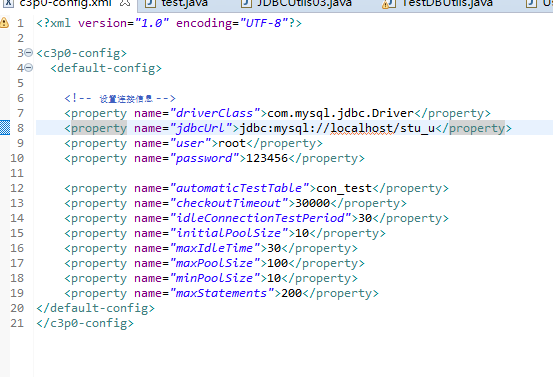 c3p0-config.xml test.java JDBCUtils03.java TestDBUtils.java
1 <?xml version="1.0" encoding="UTF-8"?>
2
3 <c3p0-config>
4 <default-config>
5
6 <!-- 设置连接信息 -->
7 <property name="driverClass">com.mysql.jdbc.Driver</property>
8 <property name="jdbcUrl">jdbc:mysql://localhost/stu_u</property>
9 <property name="user">root</property>
10 <property name="password">123456</property>
11
12 <property name="automaticTestTable">con_test</property>
13 <property name="checkoutTimeout">30000</property>
14 <property name="idleConnectionTestPeriod">30</property>
15 <property name="initialPoolSize">10</property>
16 <property name="maxIdleTime">30</property>
17 <property name="maxPoolSize">100</property>
18 <property name="minPoolSize">10</property>
19 <property name="maxStatements">200</property>
20 </default-config>
21 </c3p0-config>